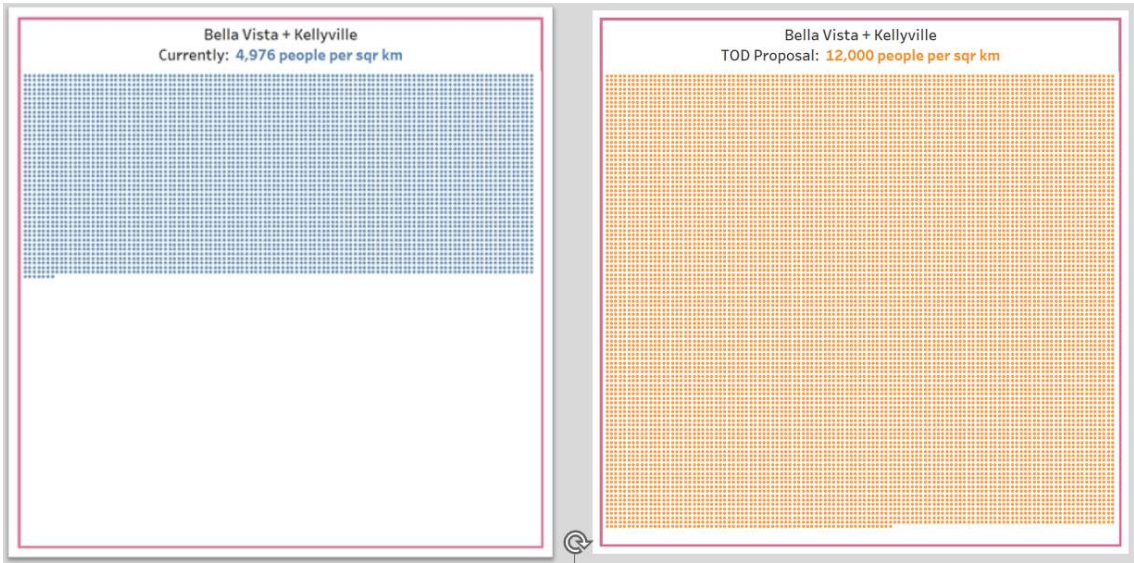 Bella Vista + Kellyville
Currently: 4,976 people per sqr km
Bella Vista + Kellyville
TOD Proposal: 12,000 people per sqr km